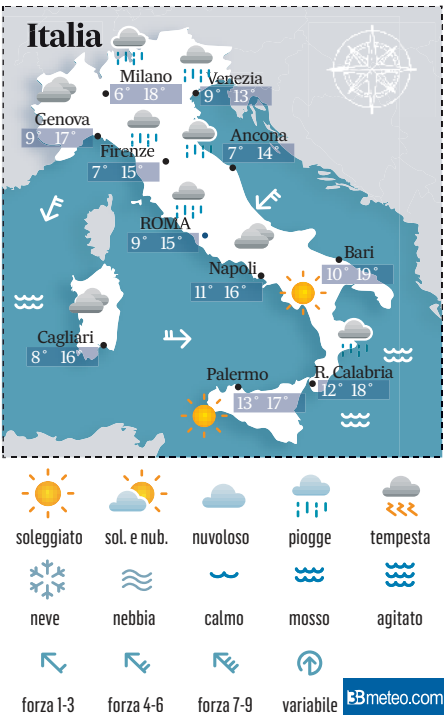 Italia
Milano
6° 18°
Venezia
9° 13°
Genova
9° 17°
Firenze
7° 15°
Ancona
7° 14°
ROMA
9° 15°
Napoli
11° 16°
Bari
10° 19°
Cagliari
8° 16°
Palermo
13° 17°
R. Calabria
12° 18°
soleggiato sol. e nub. nuvoloso piogge tempesta
neve nebbia calmo mosso agitato
forza 1-3 forza 4-6 forza 7-9 variabile
3Bmeteo.com